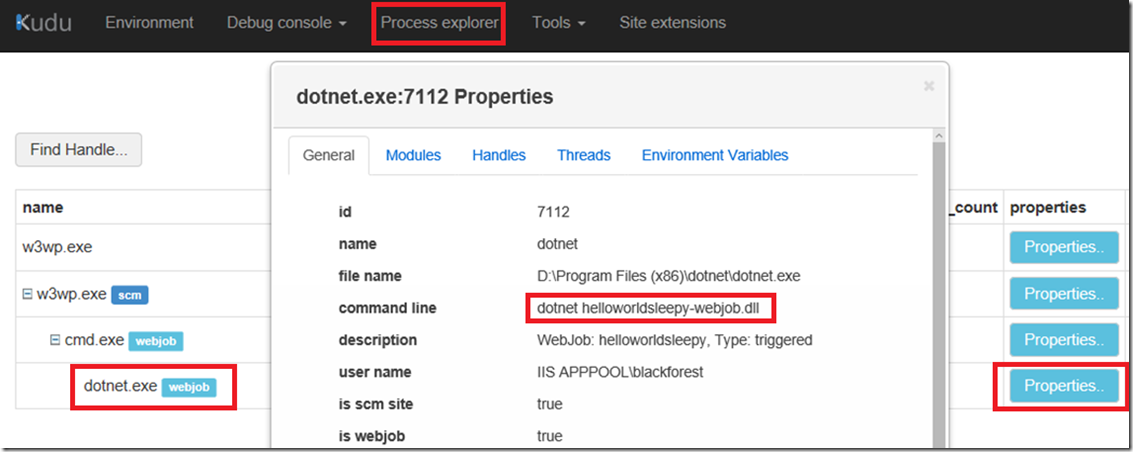 Kudu Environment Debug console Process explorer Tools Site extensions
dotnet.exe:7112 Properties
Find Handle...
General Modules Handles Threads Environment Variables
name
_count properties
w3wp.exe
Properties..
w3wp.exe scm
Properties..
cmd.exe webjob
Properties..
dotnet.exe webjob
Properties..
id 7112
name dotnet
file name D:\Program Files (x86)\dotnet\dotnet.exe
command line dotnet helloworldsleepy-webjob.dll
description WebJob: helloworldsleepy, Type: triggered
user name IIS APPPOOL\blackforest
is scm site true
is webjob true